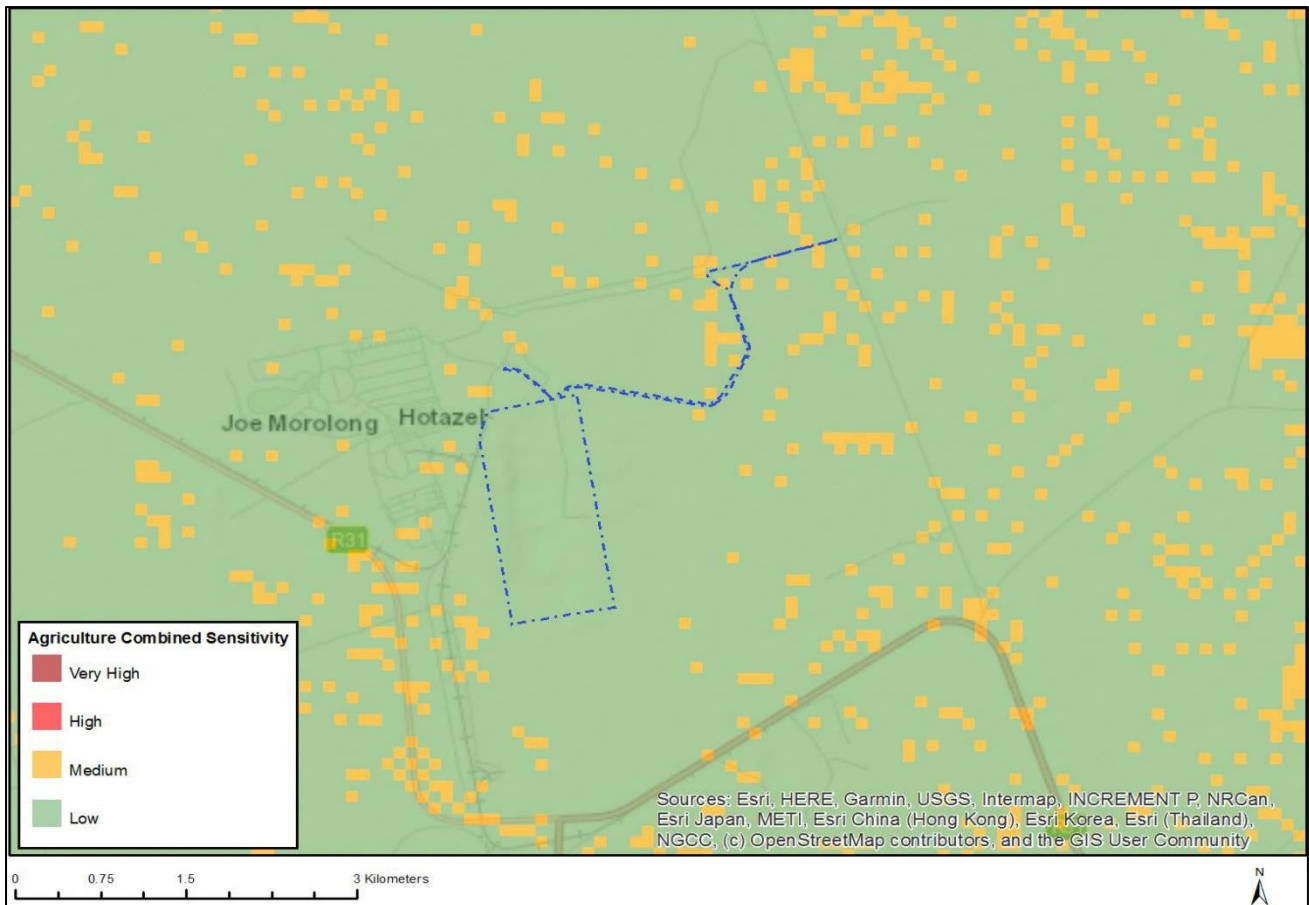 Joe Morolong
Hotazel
R31
Agriculture Combined Sensitivity
Very High
High
Medium
Low
Sources: Esri, HERE, Garmin, USGS, Intermap, INCREMENT P, NRCan,
Esri Japan, METI, Esri China (Hong Kong), Esri Korea, Esri (Thailand),
NGCC, (c) OpenStreetMap contributors, and the GIS User Community
0 0.75 1.5 3 Kilometers
N